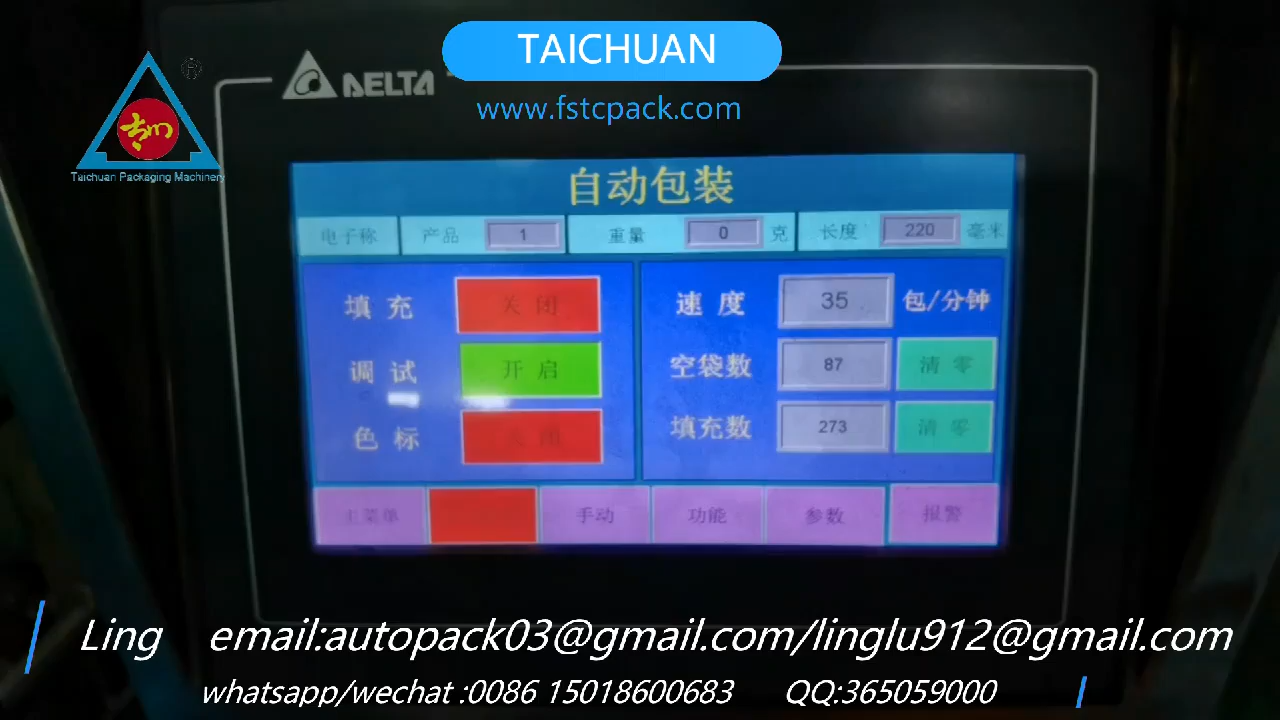 TAICHUAN
DELTA
www.fstcpack.com
Taichuan Packaging Machinery
自动包装
电子称 产品 1 重量 0 克 长度 220 毫米
填充 关闭 速度 35 包/分钟
调试 开启 空袋数 87 清零
色标 关闭 填充数 273 清零
主菜单 手动 功能 参数 报警
Ling email:autopack03@gmail.com/linglu912@gmail.com
whatsapp/wechat :0086 15018600683 QQ:365059000